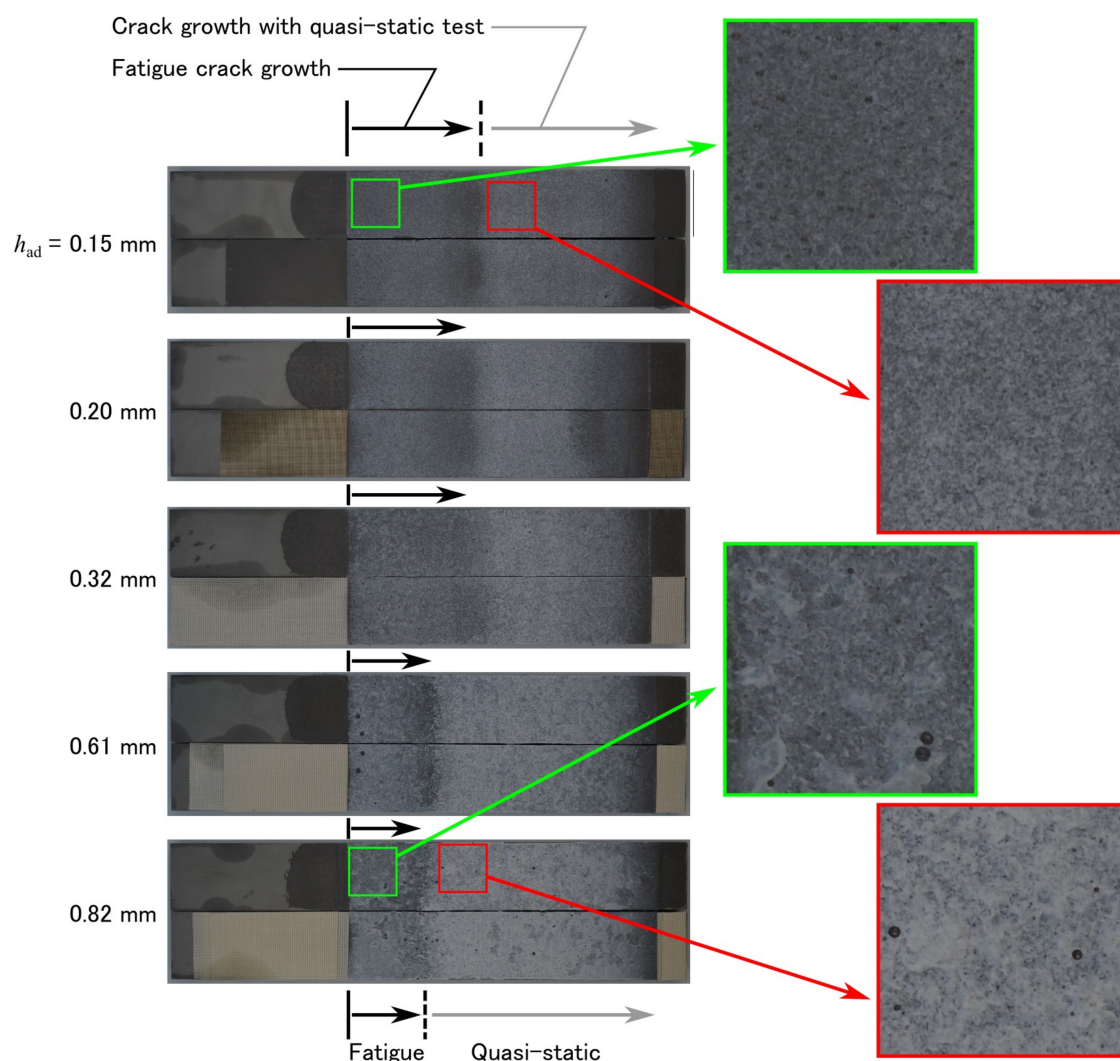 Crack growth with quasi-static test
Fatigue crack growth
h_ad = 0.15 mm
0.20 mm
0.32 mm
0.61 mm
0.82 mm
Fatigue
Quasi-static